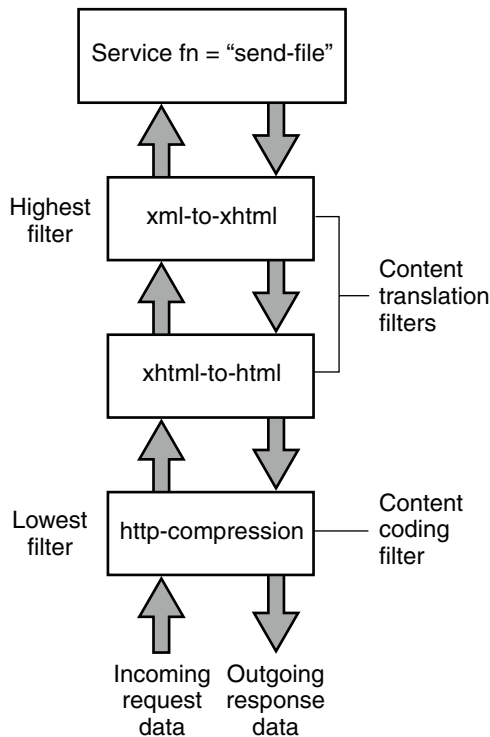 Service fn = “send-file”
Highest
filter
xml-to-xhtml
Content
translation
filters
xhtml-to-html
Lowest
filter
http-compression
Content
coding
filter
Incoming
request
data
Outgoing
response
data